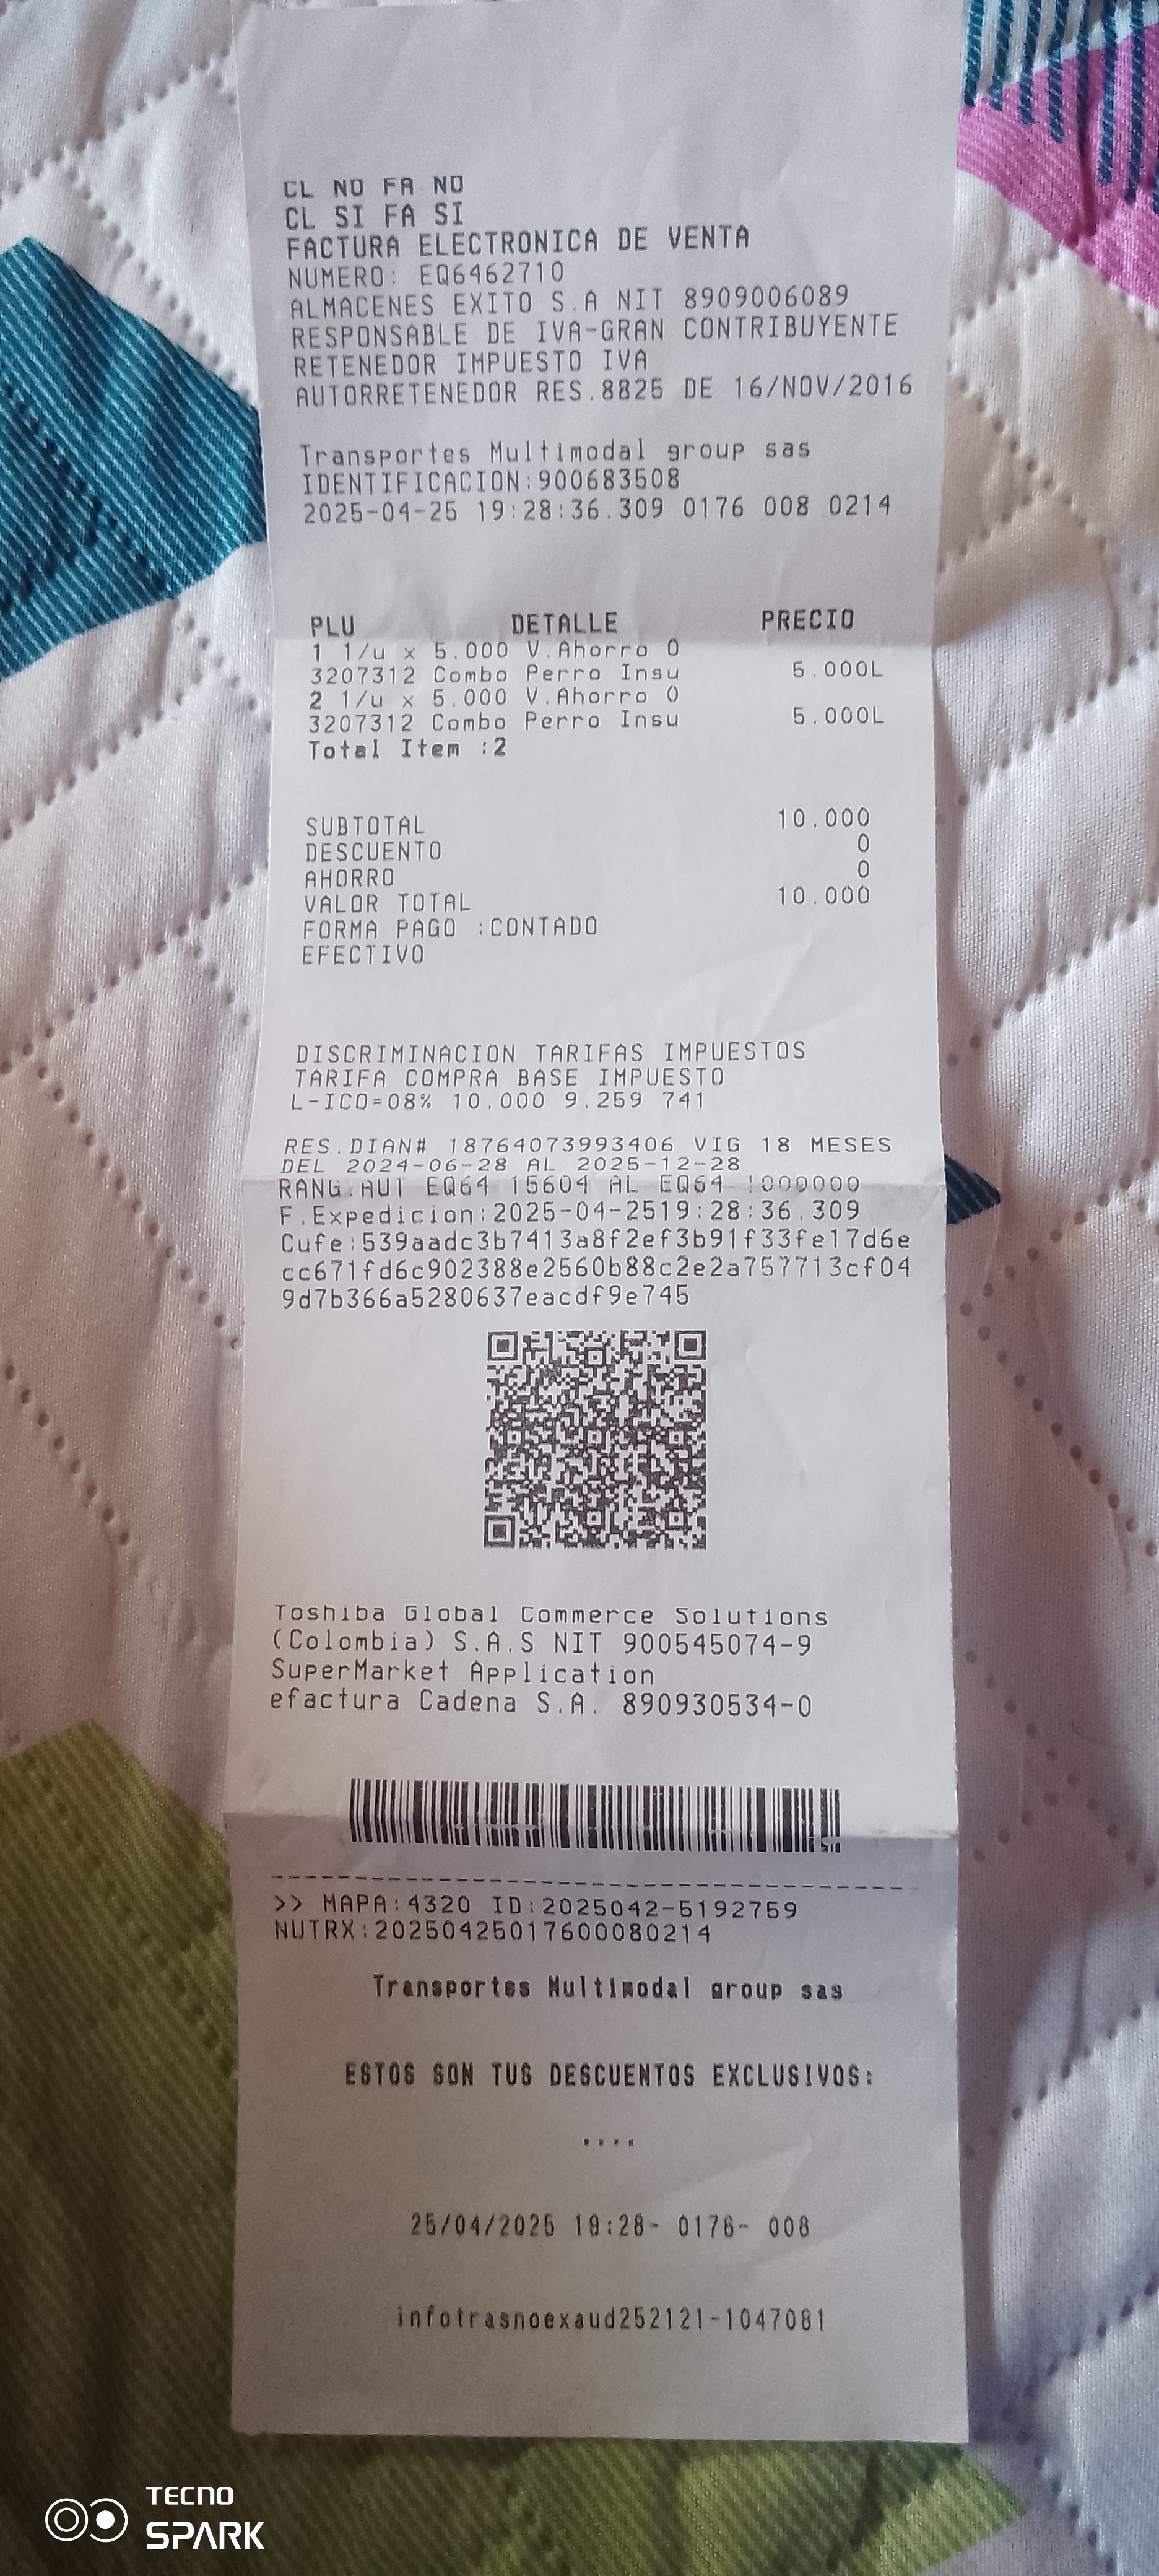 CL NO FA NO
CL SI FA SI
FACTURA ELECTRONICA DE VENTA
NUMERO: EQ6462710
ALMACENES EXITO S.A NIT 8909006089
RESPONSABLE DE IVA-GRAN CONTRIBUYENTE
RETENEDOR IMPUESTO IVA
AUTORRETENEDOR RES.8825 DE 16/NOV/2016
Transportes Multimodal group sas
IDENTIFICACION:900683508
2025-04-25 19:28:36.309 0176 008 0214
PLU DETALLE PRECIO
1 1/u x 5.000 V.Ahorro 0
3207312 Combo Perro Insu 5.000L
2 1/u x 5.000 V.Ahorro 0
3207312 Combo Perro Insu 5.000L
Total Item :2
SUBTOTAL 10.000
DESCUENTO 0
AHORRO 0
VALOR TOTAL 10.000
FORMA PAGO :CONTADO
EFECTIVO
DISCRIMINACION TARIFAS IMPUESTOS
TARIFA COMPRA BASE IMPUESTO
L-ICO=08% 10.000 9.259 741
RES.DIAN# 18764073993406 VIG 18 MESES
DEL 2024-06-28 AL 2025-12-28
RANG.AUT EQ64 15604 AL EQ64 1000000
F.Expedicion:2025-04-2519:28:36.309
Cufe:539aadc3b7413a8f2ef3b91f33fe17d6e
cc671fd6c902388e2560b88c2e2a757713cf04
9d7b366a5280637eacdf9e745
Toshiba Global Commerce Solutions
(Colombia) S.A.S NIT 900545074-9
SuperMarket Application
efactura Cadena S.A. 890930534-0
>> MAPA:4320 ID:2025042-5192759
NUTRX:20250425017600080214
Transportes Multimodal group sas
ESTOS SON TUS DESCUENTOS EXCLUSIVOS:
....
25/04/2025 19:28- 0176- 008
infotrasnoexaud252121-1047081
TECNO
SPARK